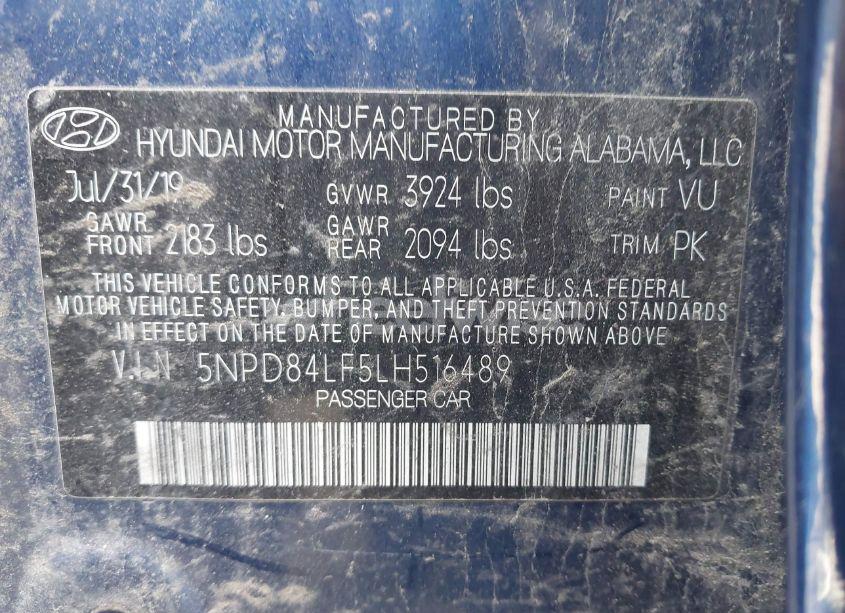 MANUFACTURED BY
HYUNDAI MOTOR MANUFACTURING ALABAMA, LLC
Jul/31/19 GVWR 3924 lbs PAINT VU
GAWR FRONT 2183 lbs GAWR REAR 2094 lbs TRIM PK
THIS VEHICLE CONFORMS TO ALL APPLICABLE U.S.A. FEDERAL
MOTOR VEHICLE SAFETY, BUMPER, AND THEFT PREVENTION STANDARDS
IN EFFECT ON THE DATE OF MANUFACTURE SHOWN ABOVE
V.I.N 5NPD84LF5LH516489
PASSENGER CAR